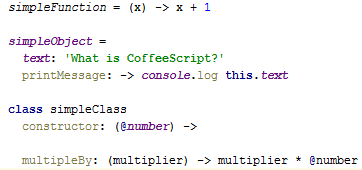 simpleFunction = (x) -> x + 1
simpleObject =
text: 'What is CoffeeScript?'
printMessage: -> console.log this.text
class simpleClass
constructor: (@number) ->
multipleBy: (multiplier) -> multiplier * @number